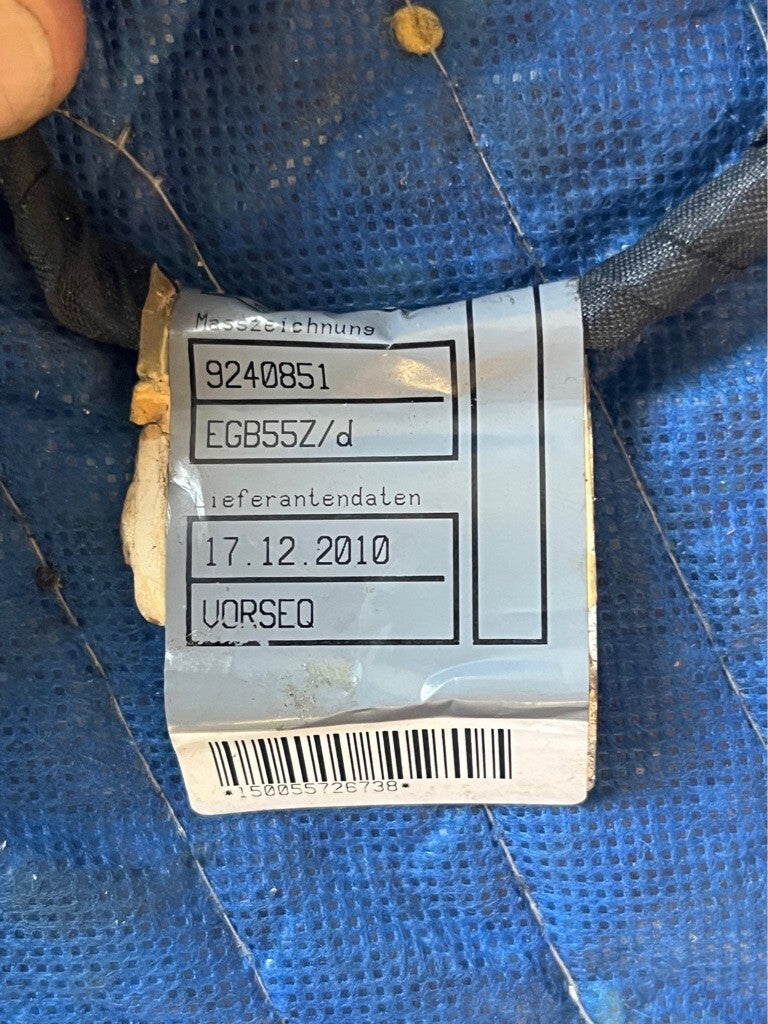 Masszeichnung
9240851
EGB55Z/d
ieferantendaten
17.12.2010
VORSEQ
*150055726738*